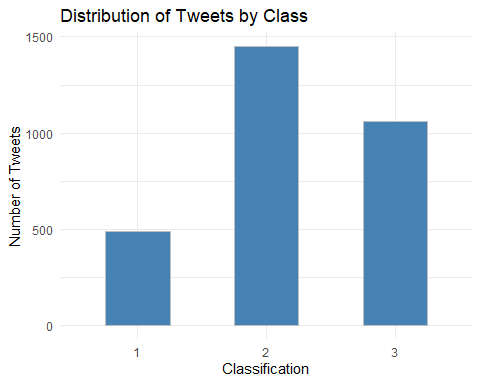 Distribution of Tweets by Class
Number of Tweets
1500
1000
500
0
1 2 3
Classification